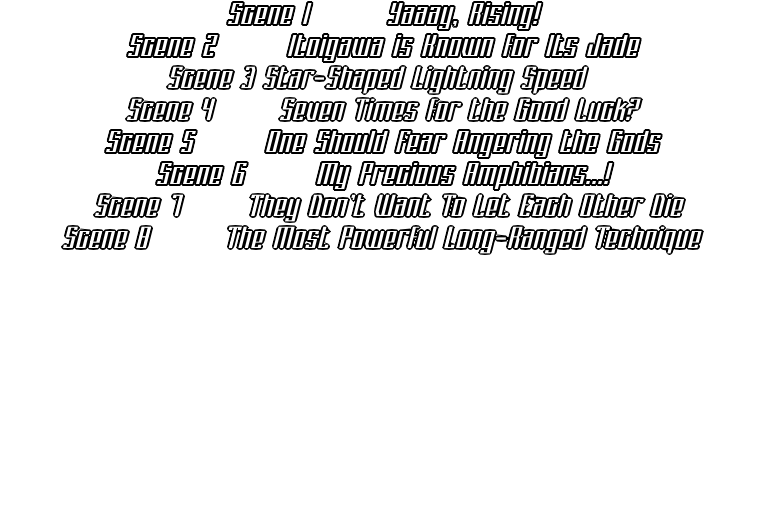 Scene 1 Yaaay, Rising!
Scene 2 Itoigawa is Known for Its Jade
Scene 3 Star-Shaped Lightning Speed
Scene 4 Seven Times for the Good Luck?
Scene 5 One Should Fear Angering the Gods
Scene 6 My Precious Amphibians...!
Scene 7 They Don't Want To Let Each Other Die
Scene 8 The Most Powerful Long-Ranged Technique